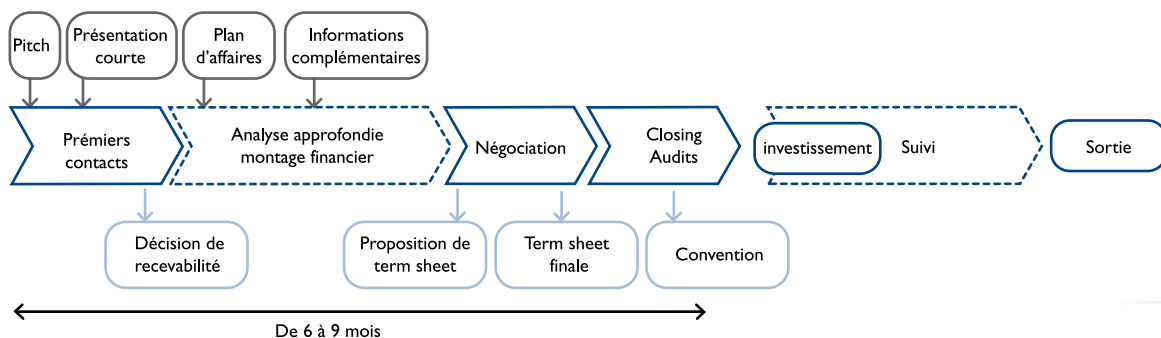 Pitch
Présentation
courte
Plan
d'affaires
Informations
complémentaires
Prémiers
contacts
Analyse approfondie
montage financier
Négociation
Closing
Audits
investissement
Suivi
Sortie
Décision de
recevabilité
Proposition de
term sheet
Term sheet
finale
Convention
De 6 à 9 mois